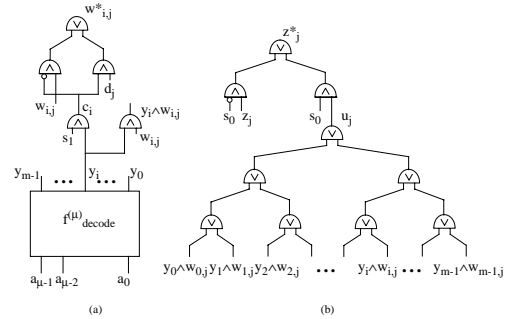 w*i,j
∨
∧ ∧
wi,j dj
ci
∧ yi∧wi,j
s1 ∧ wi,j
ym-1 ••• yi ••• y0
f(μ)decode
aμ-1 aμ-2 a0
(a)
z*j
∨
∧ ∧
s0 zj s0 uj
∨
∨ ∨
∨ ∨ ∨ ∨
y0∧w0,j y1∧w1,j y2∧w2,j ••• yi∧wi,j ••• ym-1∧wm-1,j
(b)